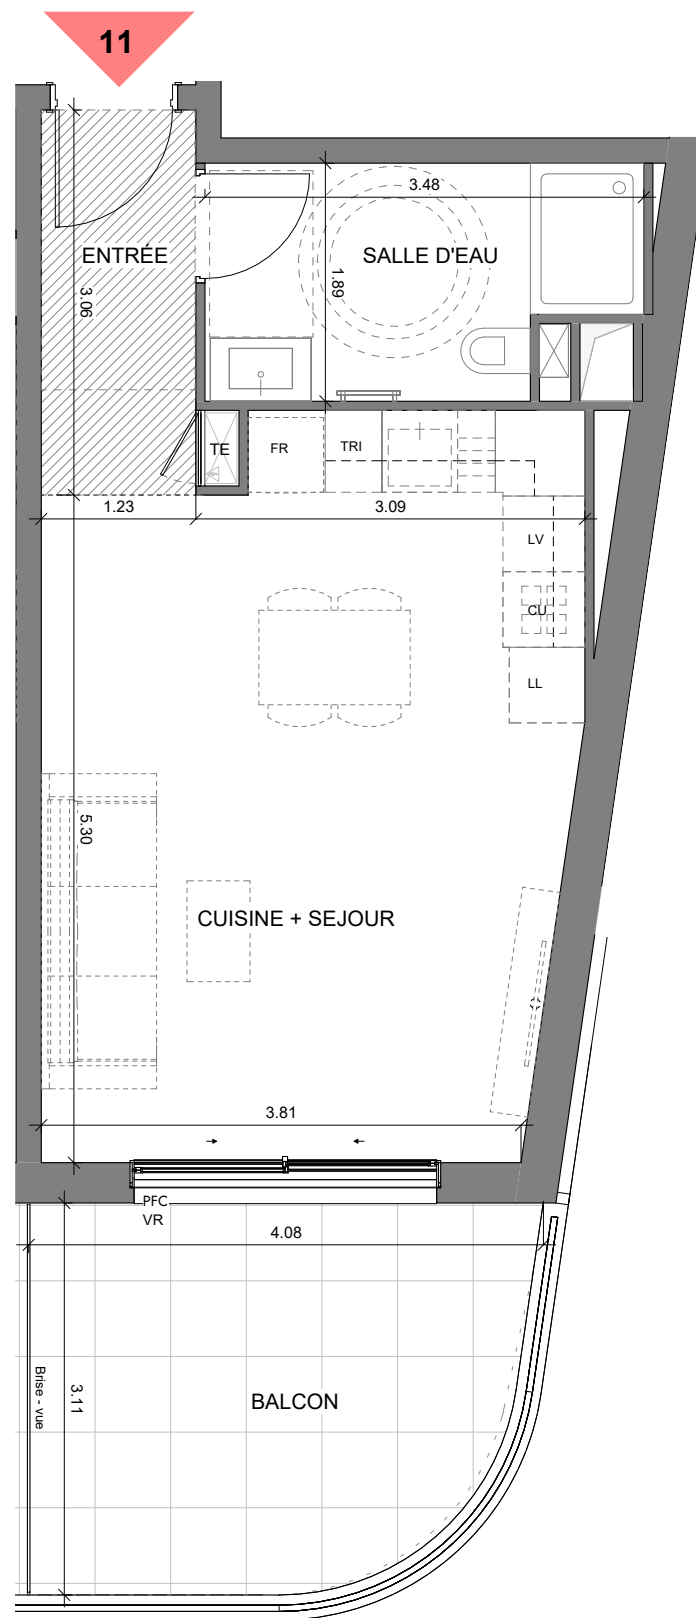 11
3.48
ENTRÉE
SALLE D'EAU
3.06
1.89
TE
FR
TRI
1.23
3.09
LV
CU
LL
5.30
CUISINE + SEJOUR
3.81
PFC
VR
4.08
Brise - vue
3.11
BALCON